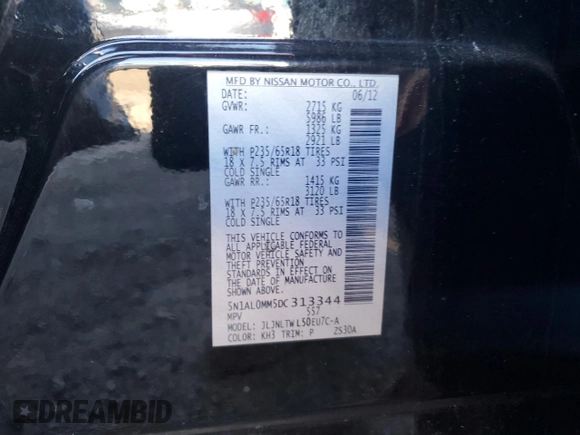 MFD BY NISSAN MOTOR CO., LTD
DATE: 06/12
GVWR: 2715 KG
5986 LB
GAWR FR.: 1325 KG
2921 LB
WITH P235/65R18 TIRES
18 X 7.5 RIMS AT 33 PSI
COLD SINGLE
GAWR RR.: 1415 KG
3120 LB
WITH P235/65R18 TIRES
18 X 7.5 RIMS AT 33 PSI
COLD SINGLE
THIS VEHICLE CONFORMS TO
ALL APPLICABLE FEDERAL
MOTOR VEHICLE SAFETY AND
THEFT PREVENTION
STANDARDS IN EFFECT ON
THE DATE OF MANUFACTURE
SHOWN ABOVE.
5N1AL0MM5DC313344
MPV 557
MODEL: JL3NLTWL50EU7C-A
COLOR: KH3 TRIM: P ZS30A
DREAMBID